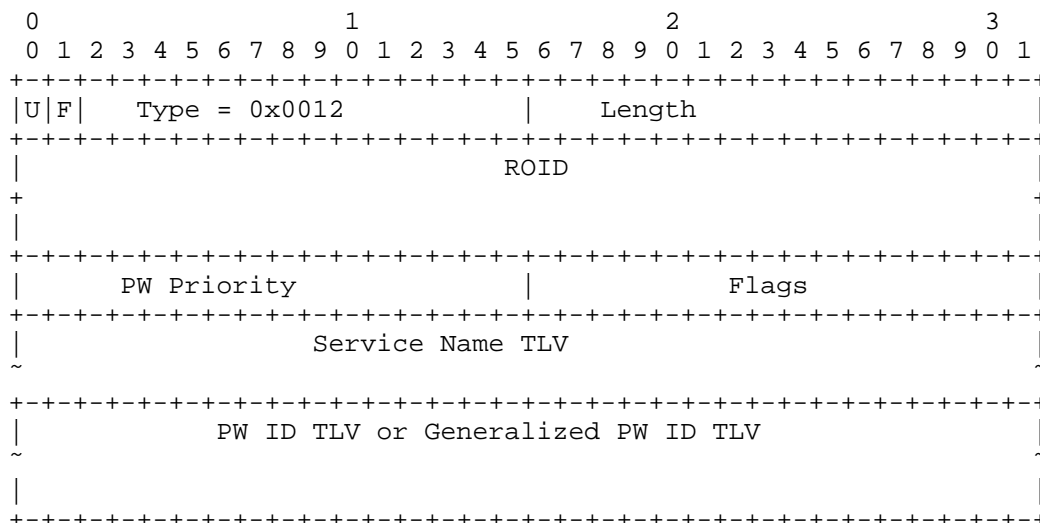 0                   1                   2                   3
 0 1 2 3 4 5 6 7 8 9 0 1 2 3 4 5 6 7 8 9 0 1 2 3 4 5 6 7 8 9 0 1
+-+-+-+-+-+-+-+-+-+-+-+-+-+-+-+-+-+-+-+-+-+-+-+-+-+-+-+-+-+-+-+-+
|U|F|   Type = 0x0012           |    Length                     |
+-+-+-+-+-+-+-+-+-+-+-+-+-+-+-+-+-+-+-+-+-+-+-+-+-+-+-+-+-+-+-+-+
|                              ROID                             |
+                                                               +
|                                                               |
+-+-+-+-+-+-+-+-+-+-+-+-+-+-+-+-+-+-+-+-+-+-+-+-+-+-+-+-+-+-+-+-+
|      PW Priority              |            Flags              |
+-+-+-+-+-+-+-+-+-+-+-+-+-+-+-+-+-+-+-+-+-+-+-+-+-+-+-+-+-+-+-+-+
|                  Service Name TLV                             |
~                                                               ~
+-+-+-+-+-+-+-+-+-+-+-+-+-+-+-+-+-+-+-+-+-+-+-+-+-+-+-+-+-+-+-+-+
|            PW ID TLV or Generalized PW ID TLV                 |
~                                                               ~
|                                                               |
+-+-+-+-+-+-+-+-+-+-+-+-+-+-+-+-+-+-+-+-+-+-+-+-+-+-+-+-+-+-+-+-+